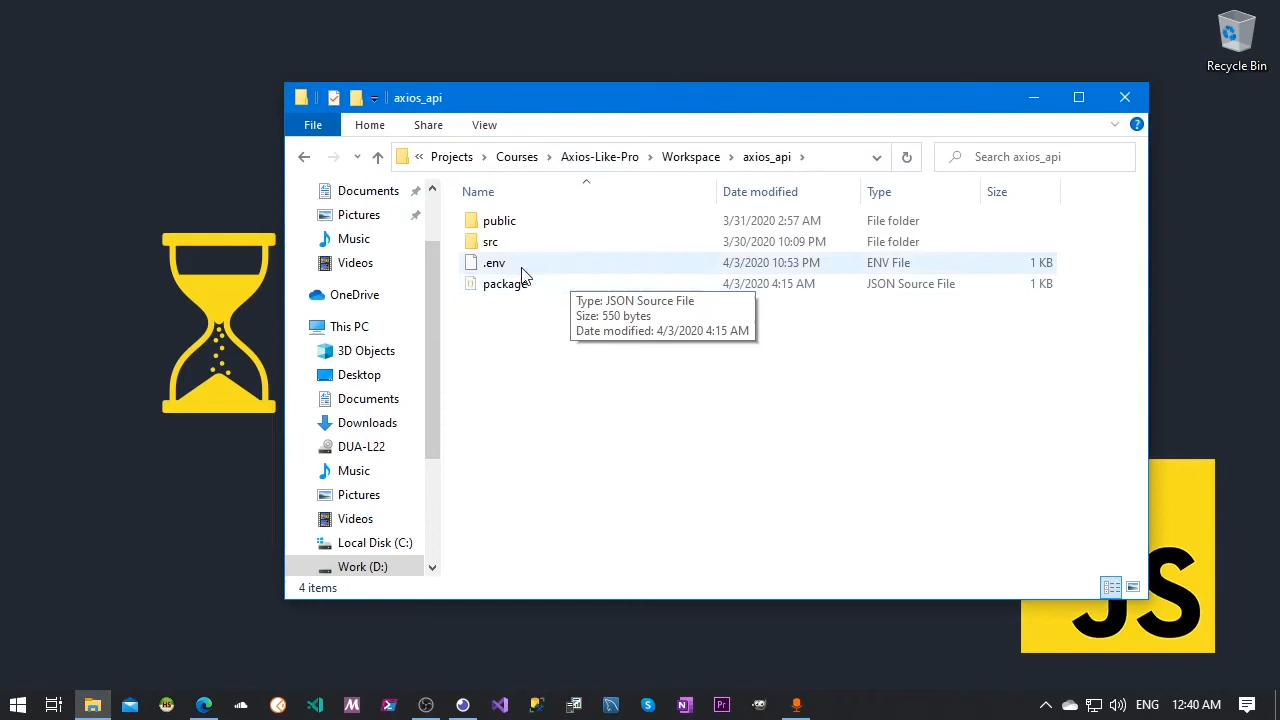 Recycle Bin
axios_api
File Home Share View
« Projects Courses Axios-Like-Pro Workspace axios_api Search axios_api
Name Date modified Type Size
Documents
Pictures
Music
Videos
OneDrive
This PC
3D Objects
Desktop
Documents
Downloads
DUA-L22
Music
Pictures
Videos
Local Disk (C:)
Work (D:)
public 3/31/2020 2:57 AM File folder
src 3/30/2020 10:09 PM File folder
.env 4/3/2020 10:53 PM ENV File 1 KB
package 4/3/2020 4:15 AM JSON Source File 1 KB
Type: JSON Source File
Size: 550 bytes
Date modified: 4/3/2020 4:15 AM
4 items
JS
HS M Pr ENG 12:40 AM